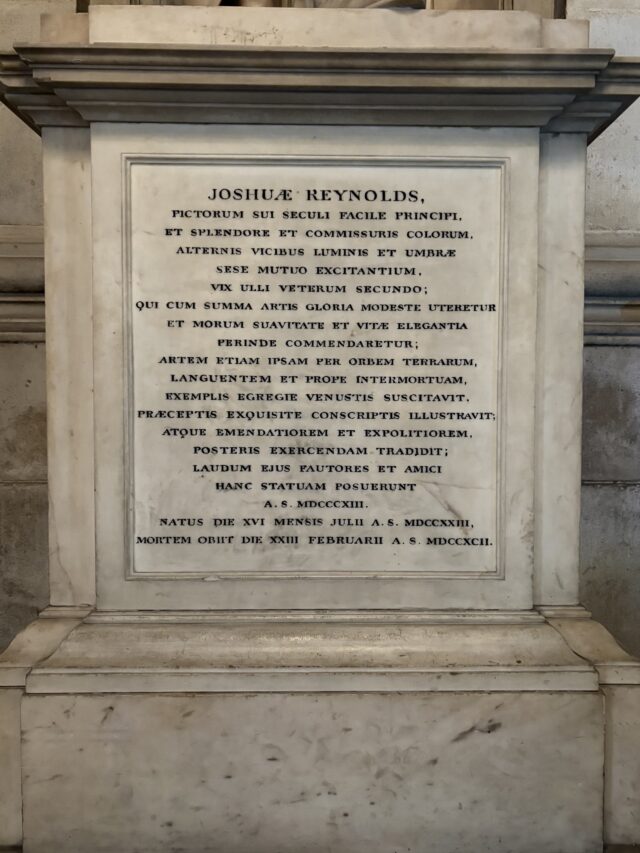 JOSHUÆ REYNOLDS,
PICTORUM SUI SECULI FACILE PRINCIPI,
ET SPLENDORE ET COMMISSURIS COLORUM,
ALTERNIS VICIBUS LUMINIS ET UMBRÆ
SESE MUTUO EXCITANTIUM,
VIX ULLI VETERUM SECUNDO;
QUI CUM SUMMA ARTIS GLORIA MODESTE UTERETUR
ET MORUM SUAVITATE ET VITÆ ELEGANTIA
PERINDE COMMENDARETUR;
ARTEM ETIAM IPSAM PER ORBEM TERRARUM,
LANGUENTEM ET PROPE INTERMORTUAM,
EXEMPLIS EGREGIE VENUSTIS SUSCITAVIT,
PRÆCEPTIS EXQUISITE CONSCRIPTIS ILLUSTRAVIT;
ATQUE EMENDATIOREM ET EXPOLITIOREM,
POSTERIS EXERCENDAM TRADIDIT;
LAUDUM EJUS FAUTORES ET AMICI
HANC STATUAM POSUERUNT
A. S. MDCCCXIII.
NATUS DIE XVI MENSIS JULII A. S. MDCCXXIII,
MORTEM OBIIT DIE XXIII FEBRUARII A. S. MDCCXCII.